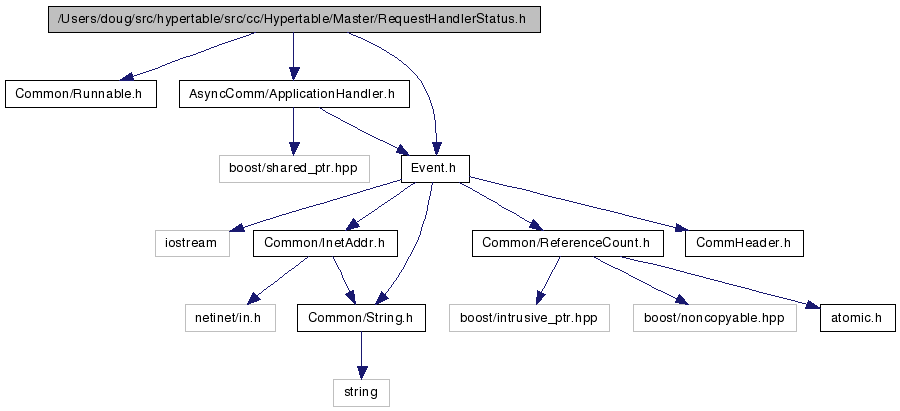 /Users/doug/src/hypertable/src/cc/Hypertable/Master/RequestHandlerStatus.h
Common/Runnable.h
AsyncComm/ApplicationHandler.h
boost/shared_ptr.hpp
Event.h
iostream
Common/InetAddr.h
Common/ReferenceCount.h
CommHeader.h
netinet/in.h
Common/String.h
boost/intrusive_ptr.hpp
boost/noncopyable.hpp
atomic.h
string